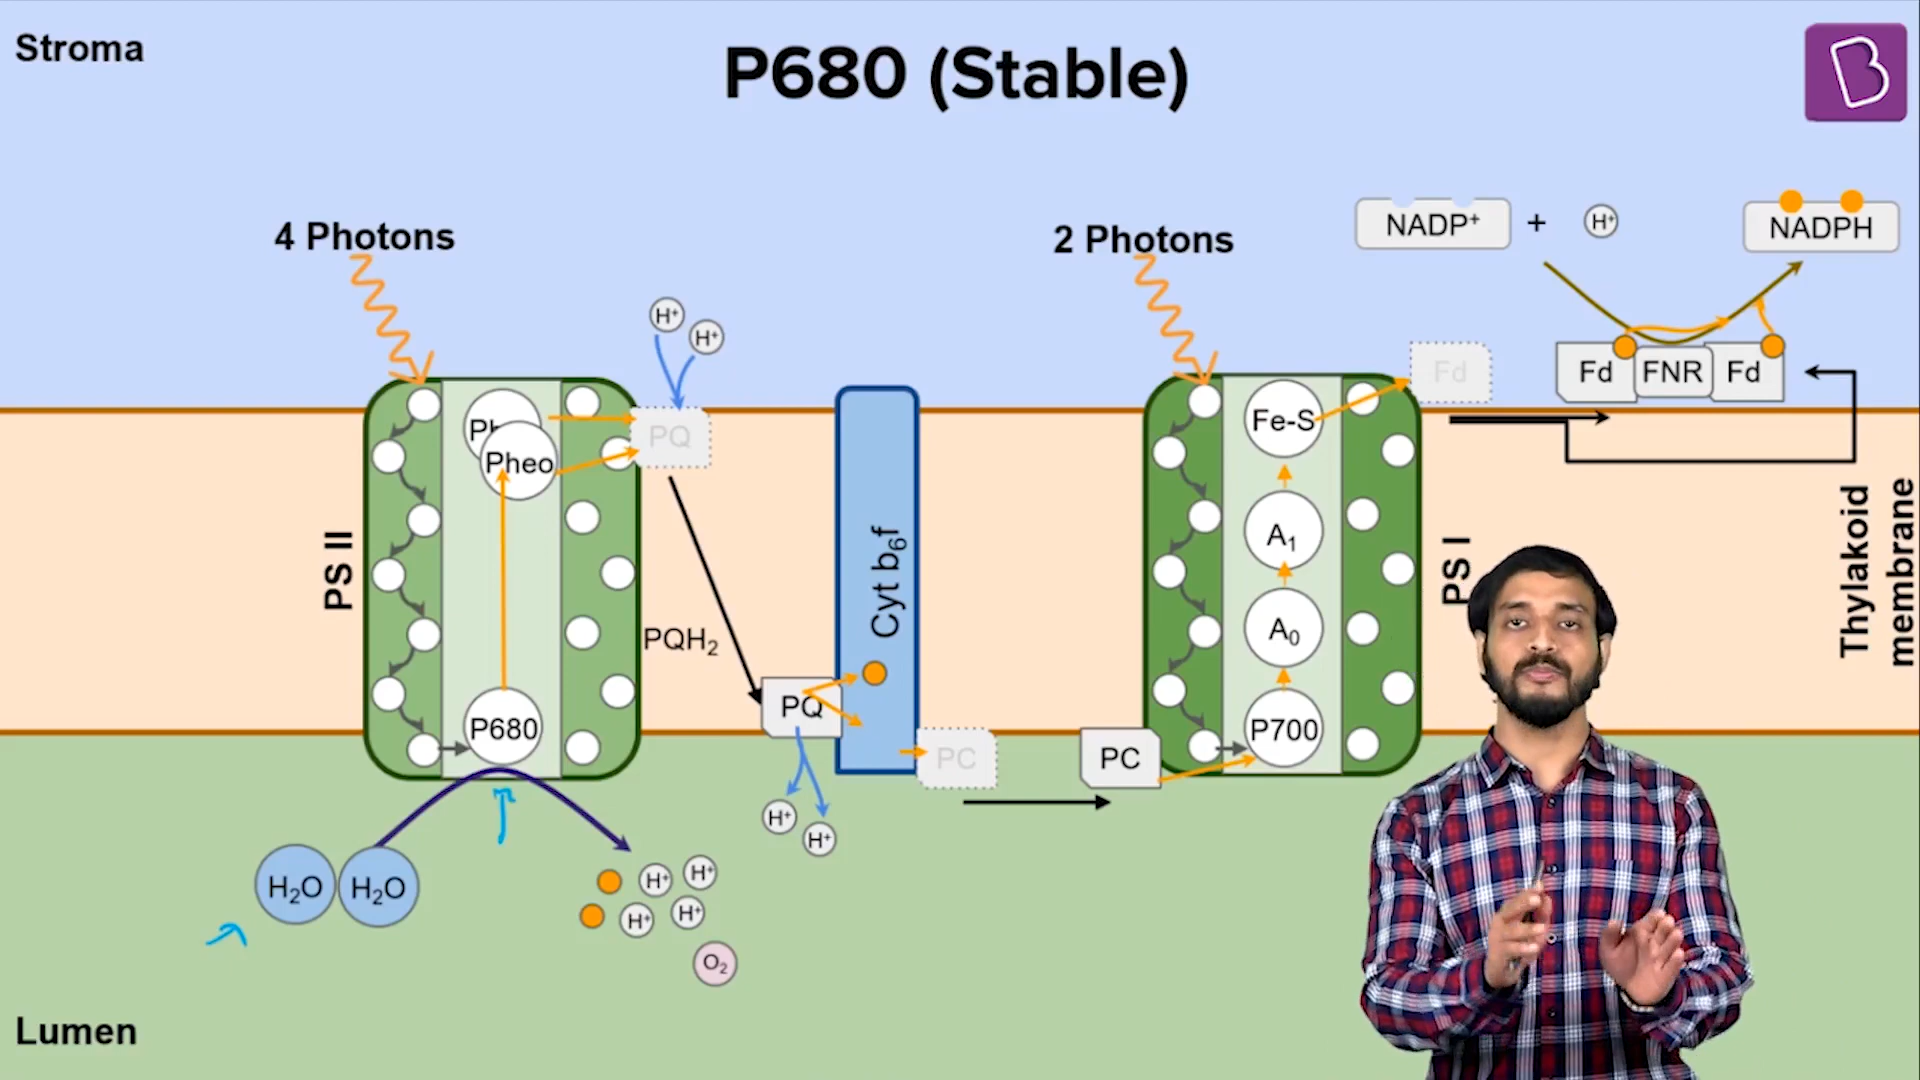 Stroma
P680 (Stable)
B
4 Photons
2 Photons
NADP⁺ + H⁺
NADPH
H⁺
H⁺
Fd
Fd FNR Fd
Pheo
PQ
Fe-S
PS II
Cyt b₆f
A₁
PS I
Thylakoid
membrane
PQH₂
A₀
PQ
P680
PC
PC
P700
H⁺
H⁺
H₂O H₂O
H⁺ H⁺
H⁺ H⁺
O₂
Lumen